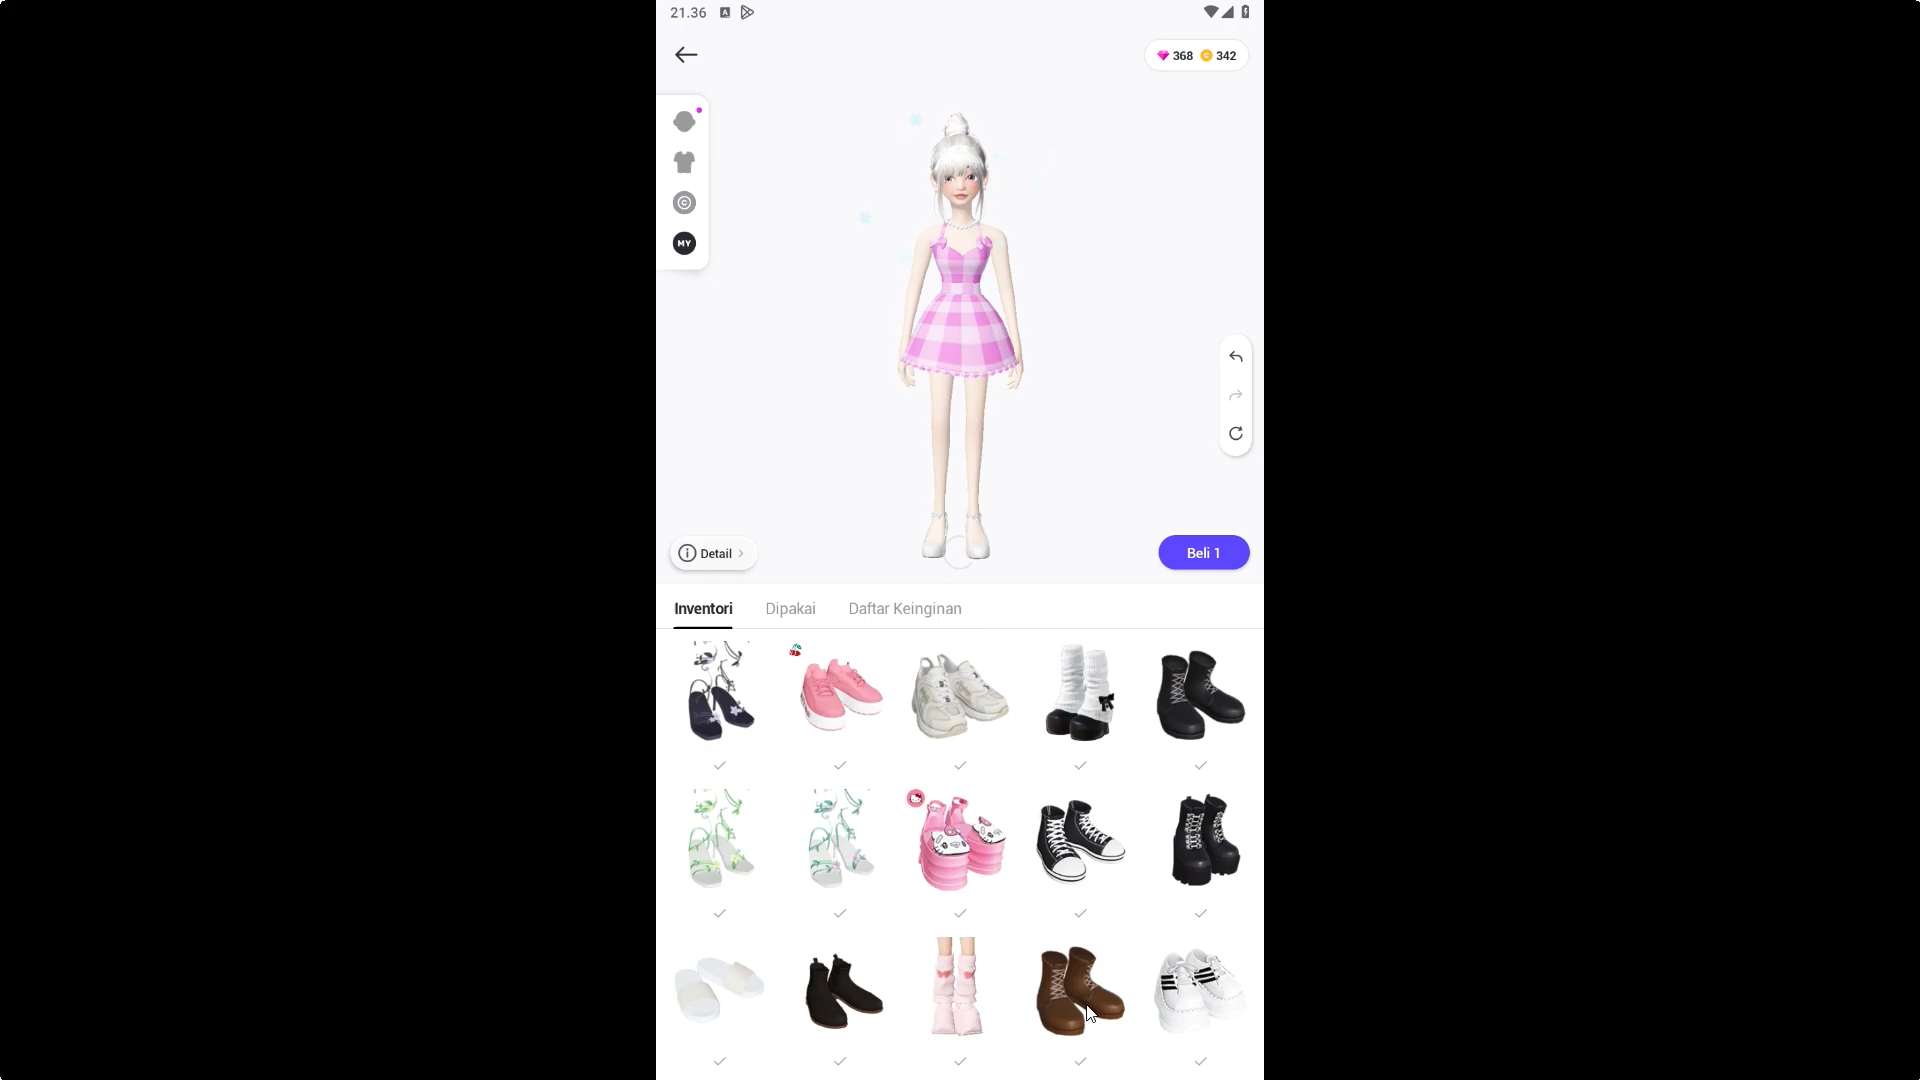 21.36
368 342
MY
Detail
Beli 1
Inventori Dipakai Daftar Keinginan